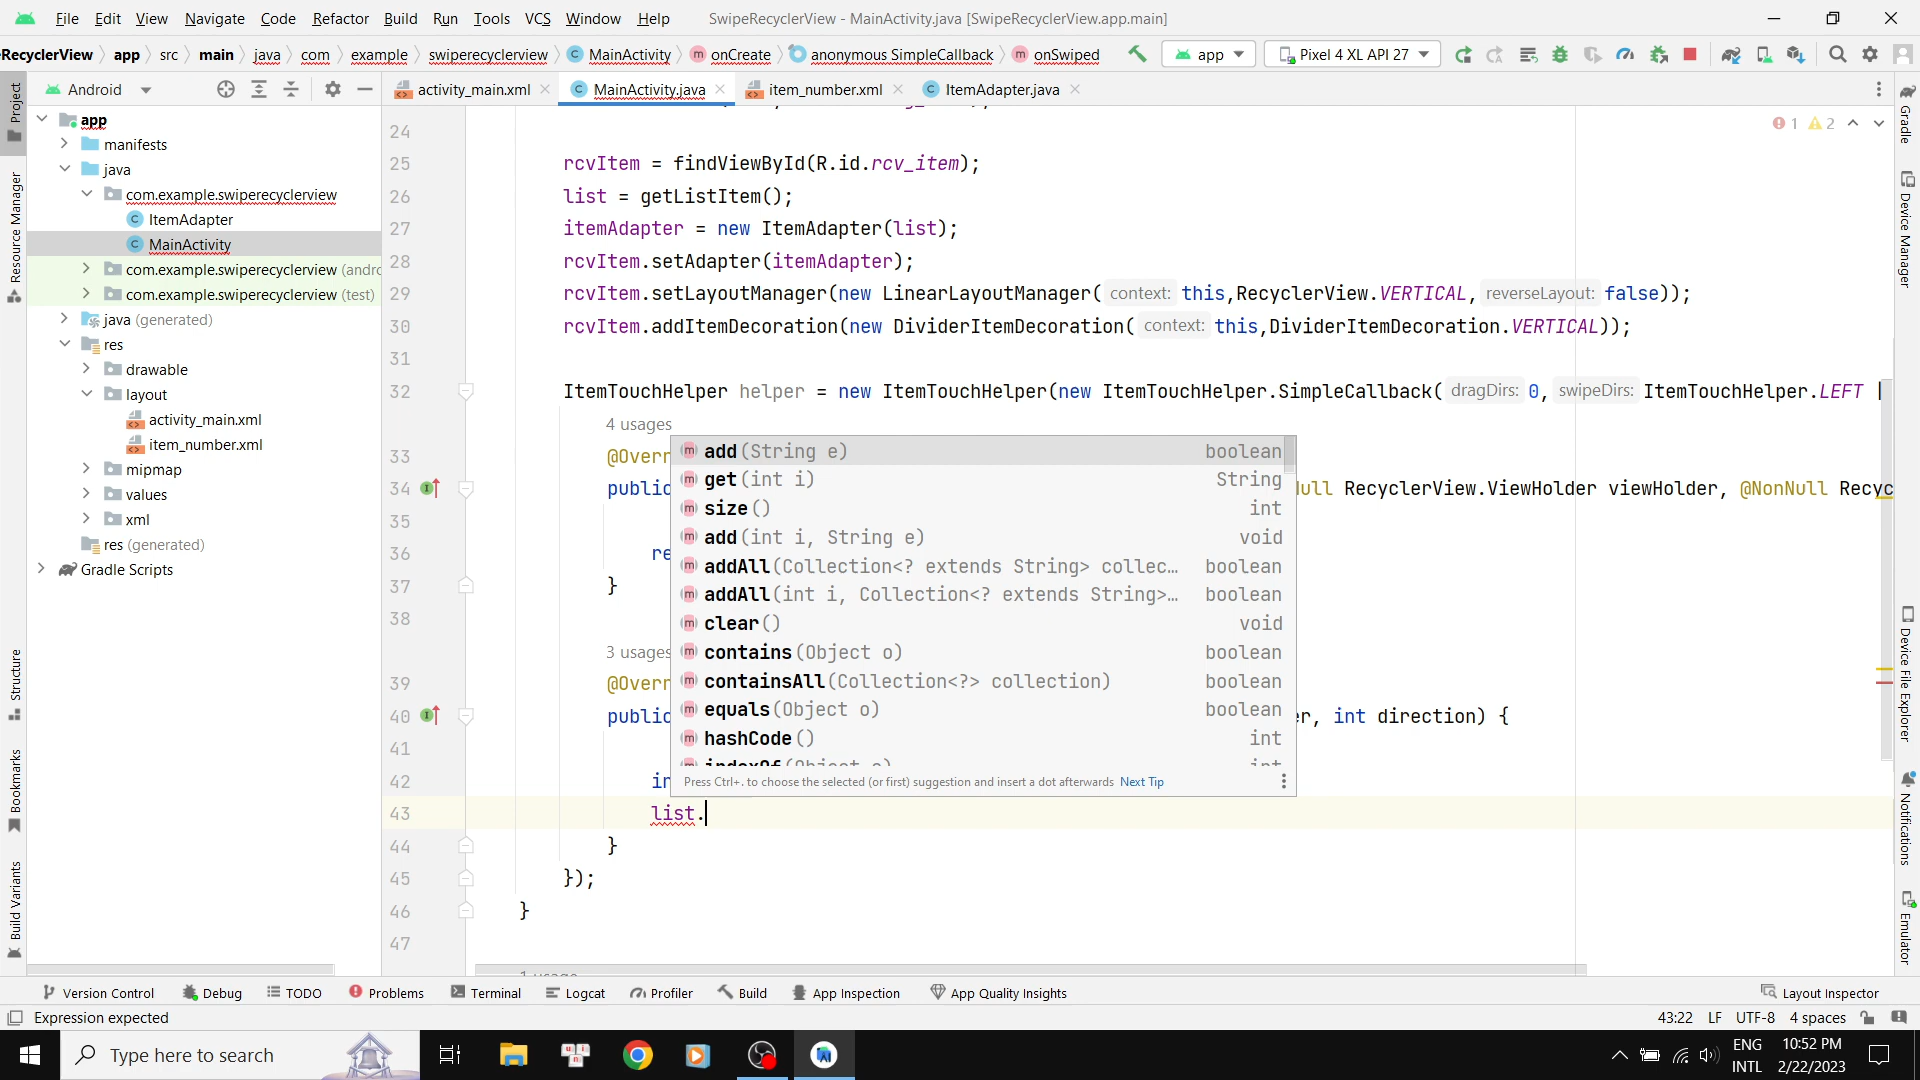 File Edit View Navigate Code Refactor Build Run Tools VCS Window Help SwipeRecyclerView - MainActivity.java [SwipeRecyclerView.app.main]
RecyclerView app src main java com example swiperecyclerview MainActivity onCreate anonymous SimpleCallback onSwiped app Pixel 4 XL API 27
Android activity_main.xml MainActivity.java item_number.xml ItemAdapter.java
Project
Resource Manager
Structure
Bookmarks
Build Variants
app
manifests
java
com.example.swiperecyclerview
ItemAdapter
MainActivity
com.example.swiperecyclerview (andro
com.example.swiperecyclerview (test)
java (generated)
res
drawable
layout
activity_main.xml
item_number.xml
mipmap
values
xml
res (generated)
Gradle Scripts
1 2
24
25 rcvItem = findViewById(R.id.rcv_item);
26 list = getListItem();
27 itemAdapter = new ItemAdapter(list);
28 rcvItem.setAdapter(itemAdapter);
29 rcvItem.setLayoutManager(new LinearLayoutManager( context: this,RecyclerView.VERTICAL, reverseLayout: false));
30 rcvItem.addItemDecoration(new DividerItemDecoration( context: this,DividerItemDecoration.VERTICAL));
31
32 ItemTouchHelper helper = new ItemTouchHelper(new ItemTouchHelper.SimpleCallback( dragDirs: 0, swipeDirs: ItemTouchHelper.LEFT |
4 usages
33 @Overr
34 public ull RecyclerView.ViewHolder viewHolder, @NonNull Recyc
35
36 re
37 }
38
3 usages
39 @Overr
40 public er, int direction) {
41
42 in
43 list.
44 }
45 });
46 }
47
1 usage
add(String e) boolean
get(int i) String
size() int
add(int i, String e) void
addAll(Collection<? extends String> collec… boolean
addAll(int i, Collection<? extends String>… boolean
clear() void
contains(Object o) boolean
containsAll(Collection<?> collection) boolean
equals(Object o) boolean
hashCode() int
indexOf(Object o) int
Press Ctrl+. to choose the selected (or first) suggestion and insert a dot afterwards Next Tip
Gradle
Device Manager
Device File Explorer
Notifications
Emulator
Version Control Debug TODO Problems Terminal Logcat Profiler Build App Inspection App Quality Insights Layout Inspector
Expression expected 43:22 LF UTF-8 4 spaces
Type here to search
ENG
INTL
10:52 PM
2/22/2023